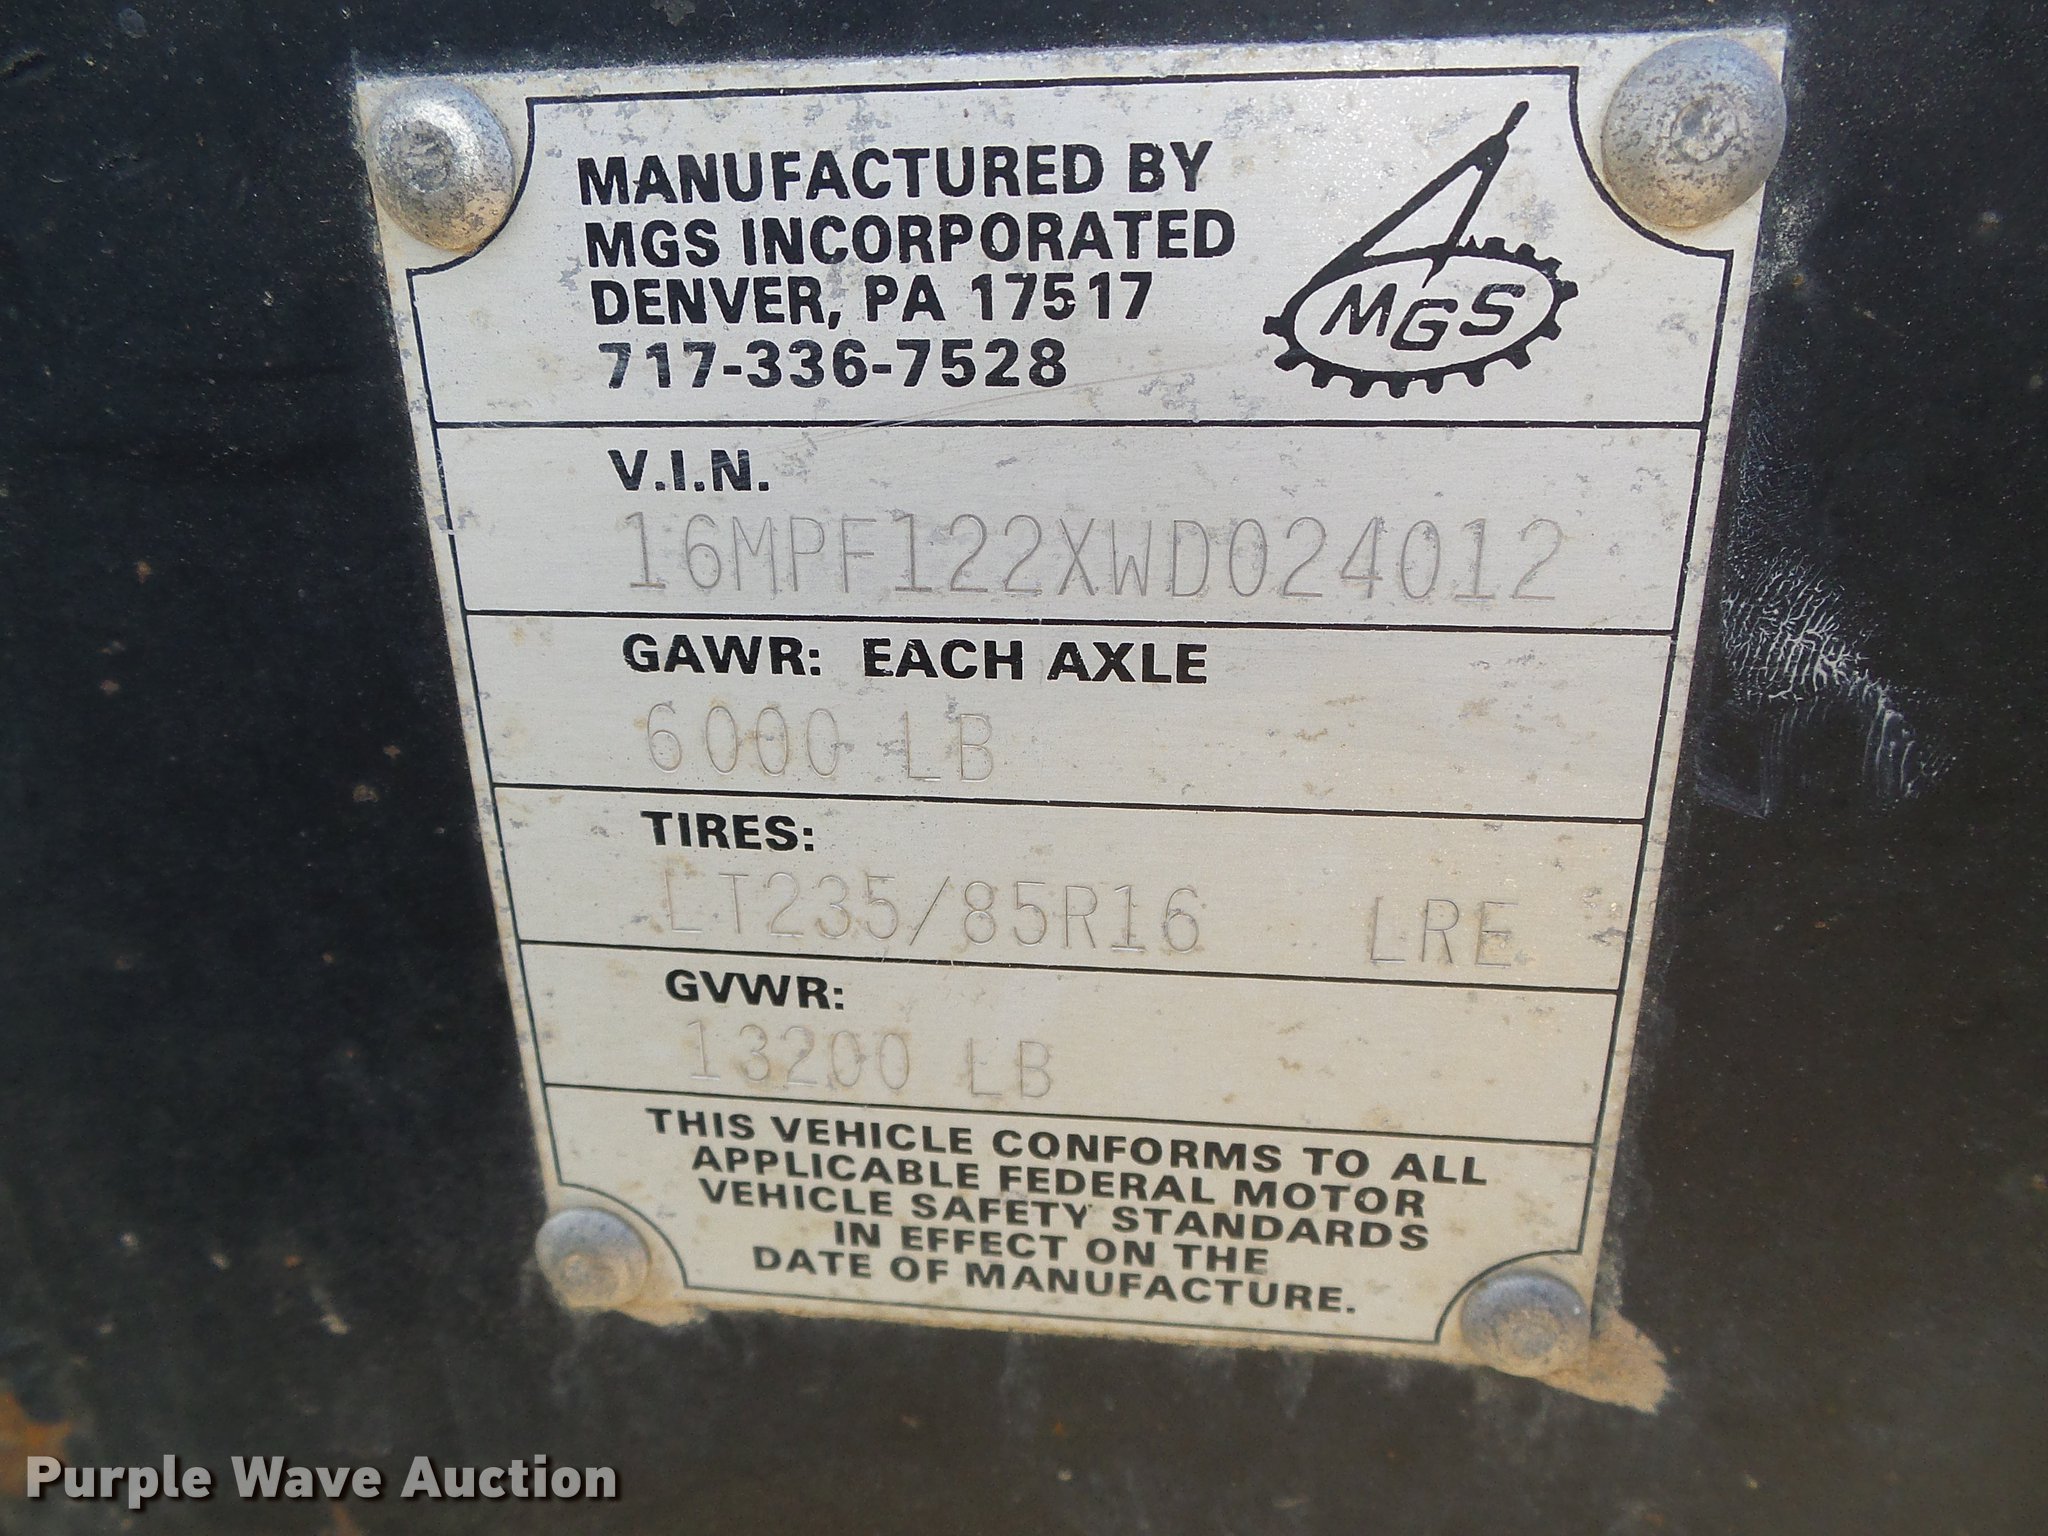 MANUFACTURED BY
MGS INCORPORATED
DENVER, PA 17517
717-336-7528
MGS
V.I.N.
16MPF122XWD024012
GAWR: EACH AXLE
6000 LB
TIRES:
LT235/85R16 LRE
GVWR:
13200 LB
THIS VEHICLE CONFORMS TO ALL
APPLICABLE FEDERAL MOTOR
VEHICLE SAFETY STANDARDS
IN EFFECT ON THE
DATE OF MANUFACTURE.
Purple Wave Auction